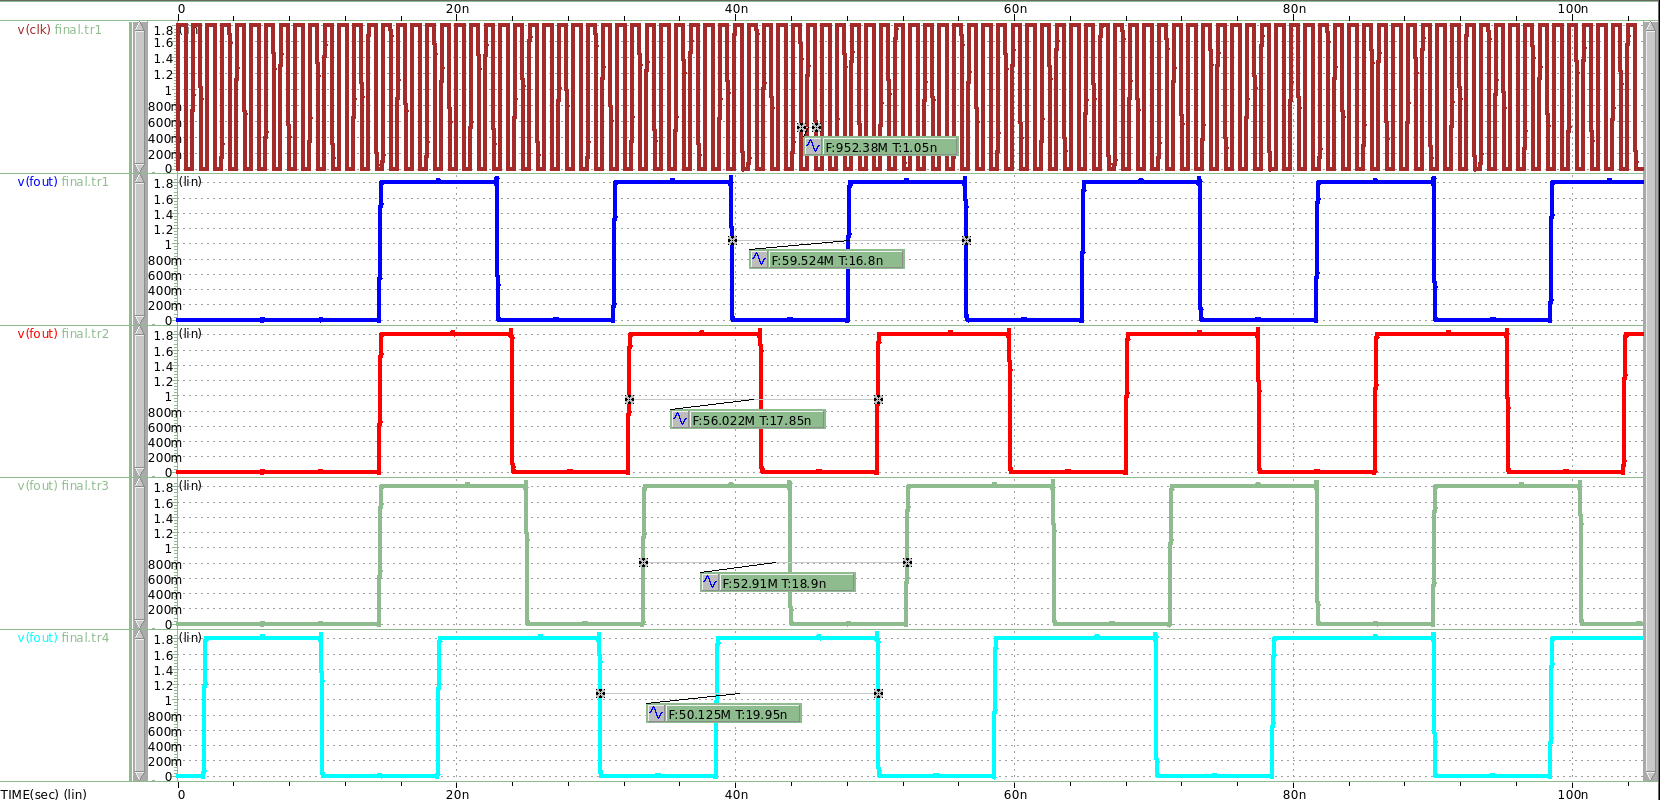 0 20n 40n 60n 80n 100n
v(clk) final.tr1
(lin)
1.8
1.6
1.4
1.2
1
800m
600m
400m
200m
0
F:952.38M T:1.05n
v(fout) final.tr1
(lin)
1.8
1.6
1.4
1.2
1
800m
600m
400m
200m
0
F:59.524M T:16.8n
v(fout) final.tr2
(lin)
1.8
1.6
1.4
1.2
1
800m
600m
400m
200m
0
F:56.022M T:17.85n
v(fout) final.tr3
(lin)
1.8
1.6
1.4
1.2
1
800m
600m
400m
200m
0
F:52.91M T:18.9n
v(fout) final.tr4
(lin)
1.8
1.6
1.4
1.2
1
800m
600m
400m
200m
0
F:50.125M T:19.95n
TIME(sec) (lin) 0 20n 40n 60n 80n 100n